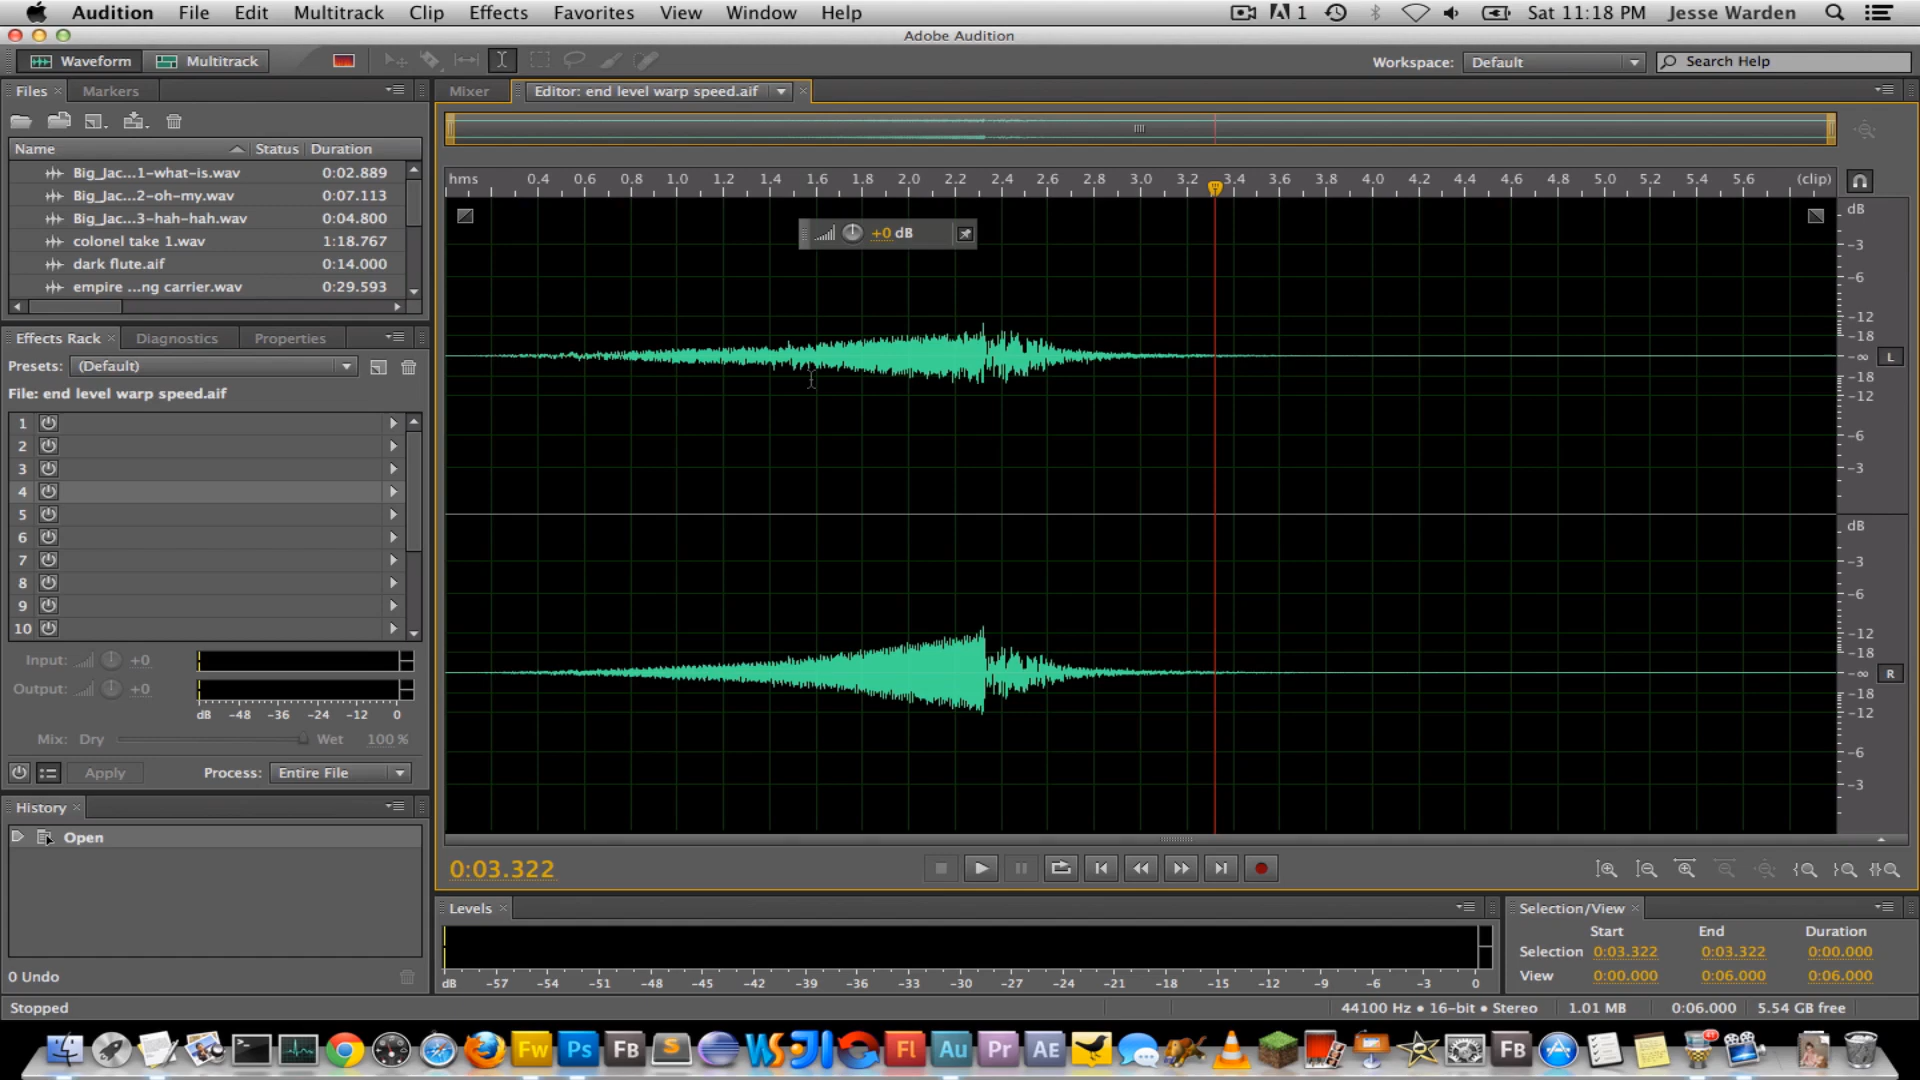 Audition File Edit Multitrack Clip Effects Favorites View Window Help 1 Sat 11:18 PM Jesse Warden
Adobe Audition
Waveform Multitrack Workspace: Default Search Help
Files Markers Mixer Editor: end level warp speed.aif
Name Status Duration
Big_Jac...1-what-is.wav 0:02.889
Big_Jac...2-oh-my.wav 0:07.113
Big_Jac...3-hah-hah.wav 0:04.800
colonel take 1.wav 1:18.767
dark flute.aif 0:14.000
empire ...ng carrier.wav 0:29.593
hms 0.4 0.6 0.8 1.0 1.2 1.4 1.6 1.8 2.0 2.2 2.4 2.6 2.8 3.0 3.2 3.4 3.6 3.8 4.0 4.2 4.4 4.6 4.8 5.0 5.2 5.4 5.6 (clip)
+0 dB
dB
-3
-6
-12
-18
-∞ L
-18
-12
-6
-3
dB
-3
-6
-12
-18
-∞ R
-18
-12
-6
-3
Effects Rack Diagnostics Properties
Presets: (Default)
File: end level warp speed.aif
1
2
3
4
5
6
7
8
9
10
Input: +0
Output: +0
dB -48 -36 -24 -12 0
Mix: Dry Wet 100 %
Apply Process: Entire File
History
Open
0 Undo
0:03.322
Levels
dB -57 -54 -51 -48 -45 -42 -39 -36 -33 -30 -27 -24 -21 -18 -15 -12 -9 -6 -3 0
Selection/View
Start End Duration
Selection 0:03.322 0:03.322 0:00.000
View 0:00.000 0:06.000 0:06.000
Stopped 44100 Hz • 16-bit • Stereo 1.01 MB 0:06.000 5.54 GB free
Fw Ps FB S WS Fl Au Pr AE FB